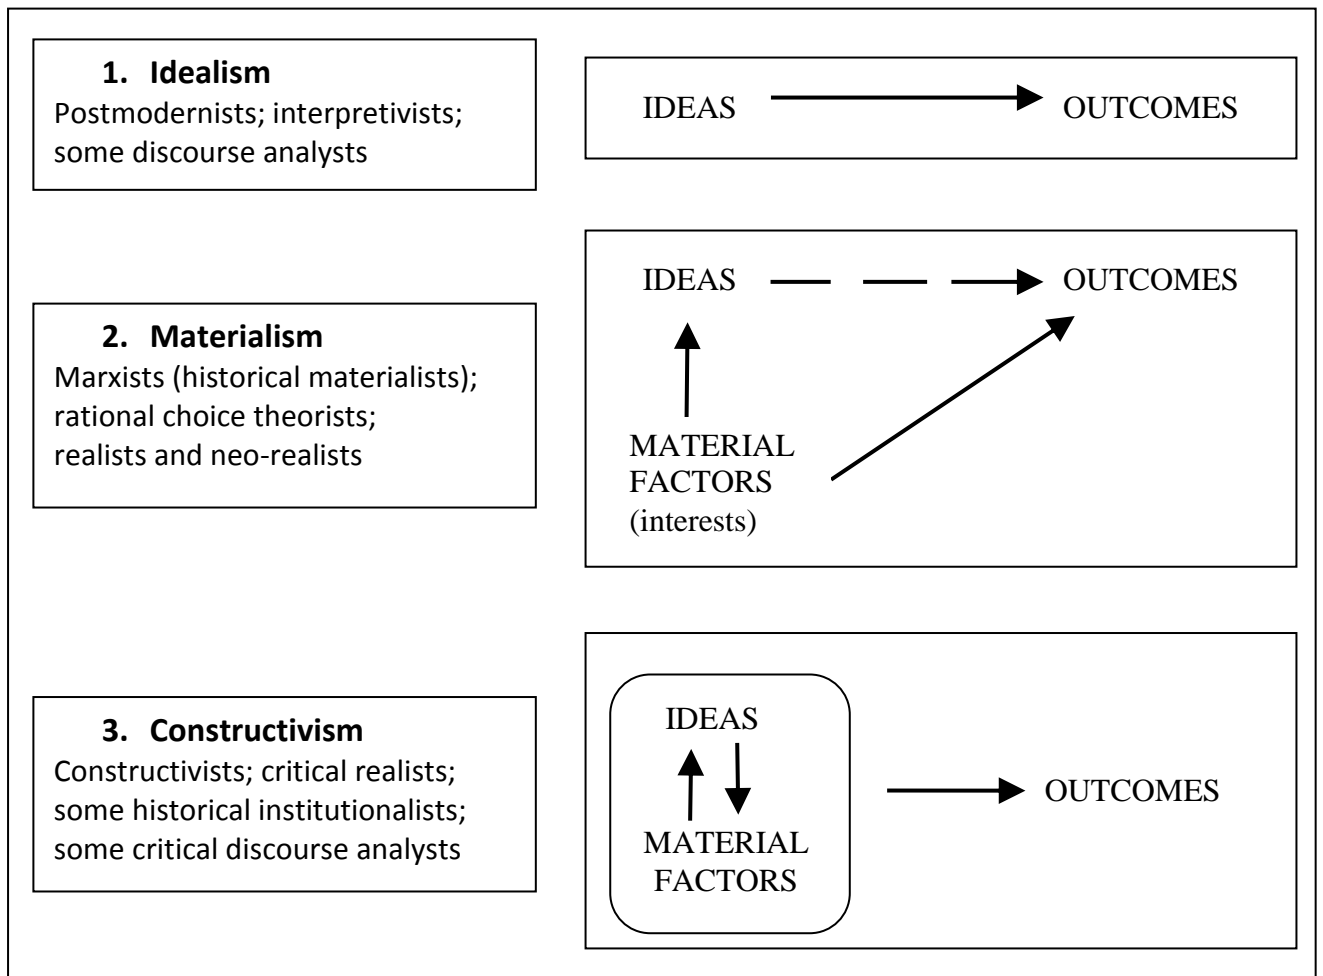 1. Idealism
Postmodernists; interpretivists;
some discourse analysts
IDEAS OUTCOMES
2. Materialism
Marxists (historical materialists);
rational choice theorists;
realists and neo-realists
IDEAS OUTCOMES
MATERIAL
FACTORS
(interests)
3. Constructivism
Constructivists; critical realists;
some historical institutionalists;
some critical discourse analysts
IDEAS
MATERIAL
FACTORS
OUTCOMES